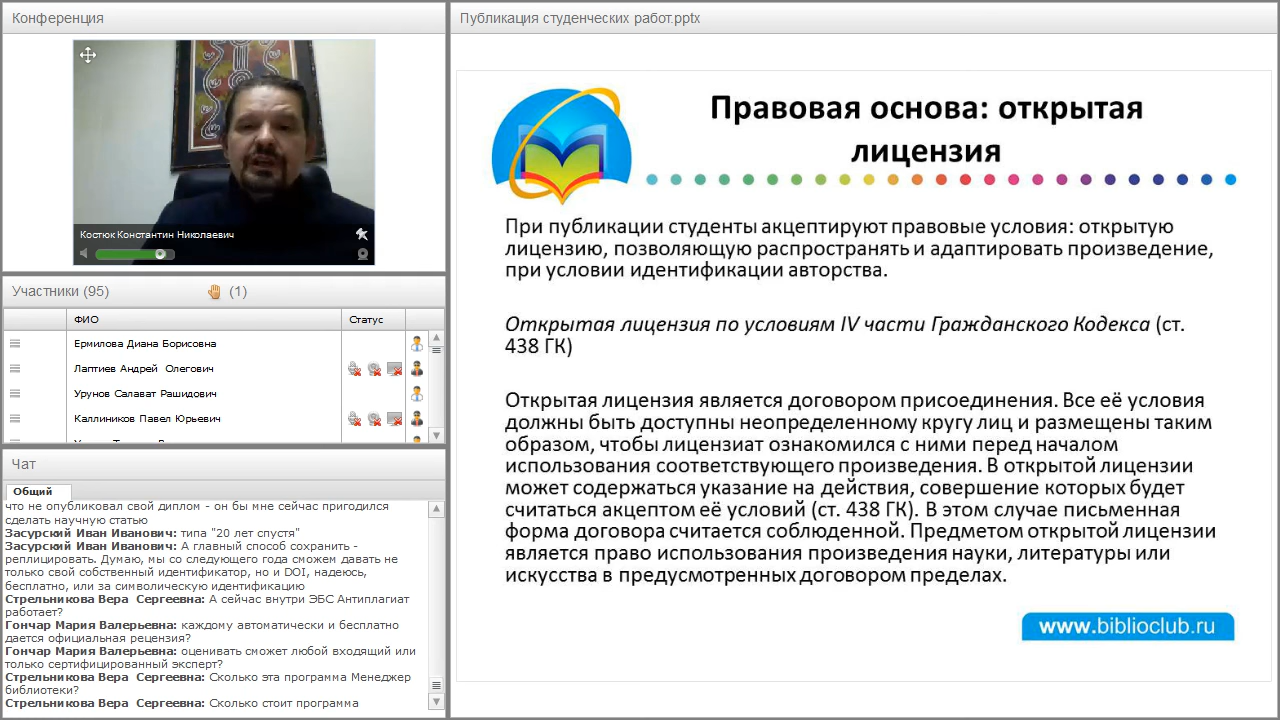 Конференция
Костюк Константин Николаевич
Участники (95)
(1)
ФИО
Статус
Ермилова Диана Борисовна
Лаптиев Андрей Олегович
Урунов Салават Рашидович
Каллиников Павел Юрьевич
Чат
Общий
что не опубликовал свой диплом - он бы мне сейчас пригодился
сделать научную статью
Засурский Иван Иванович: типа "20 лет спустя"
Засурский Иван Иванович: А главный способ сохранить -
реплицировать. Думаю, мы со следующего года сможем давать не
только свой собственный идентификатор, но и DOI, надеюсь,
бесплатно, или за символическую идентификацию
Стрельникова Вера Сергеевна: А сейчас внутри ЭБС Антиплагиат
работает?
Гончар Мария Валерьевна: каждому автоматически и бесплатно
дается официальная рецензия?
Гончар Мария Валерьевна: оценивать сможет любой входящий или
только сертифицированный эксперт?
Стрельникова Вера Сергеевна: Сколько эта программа Менеджер
библиотеки?
Стрельникова Вера Сергеевна: Сколько стоит программа
Публикация студенческих работ.pptx
Правовая основа: открытая
лицензия
При публикации студенты акцептируют правовые условия: открытую
лицензию, позволяющую распространять и адаптировать произведение,
при условии идентификации авторства.
Открытая лицензия по условиям IV части Гражданского Кодекса (ст.
438 ГК)
Открытая лицензия является договором присоединения. Все её условия
должны быть доступны неопределенному кругу лиц и размещены таким
образом, чтобы лицензиат ознакомился с ними перед началом
использования соответствующего произведения. В открытой лицензии
может содержаться указание на действия, совершение которых будет
считаться акцептом её условий (ст. 438 ГК). В этом случае письменная
форма договора считается соблюденной. Предметом открытой лицензии
является право использования произведения науки, литературы или
искусства в предусмотренных договором пределах.
www.biblioclub.ru